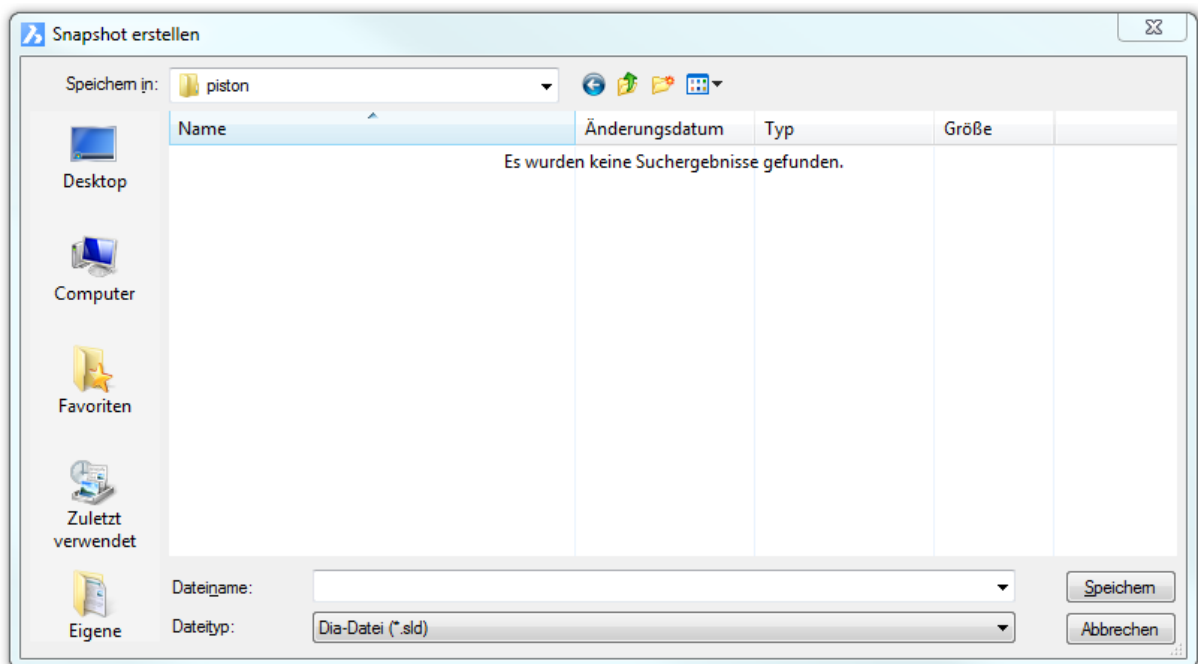 Snapshot erstellen
Speichern in: piston
Name Änderungsdatum Typ Größe
Es wurden keine Suchergebnisse gefunden.
Desktop
Computer
Favoriten
Zuletzt
verwendet
Eigene
Dateiname: Speichern
Dateityp: Dia-Datei (*.sld) Abbrechen